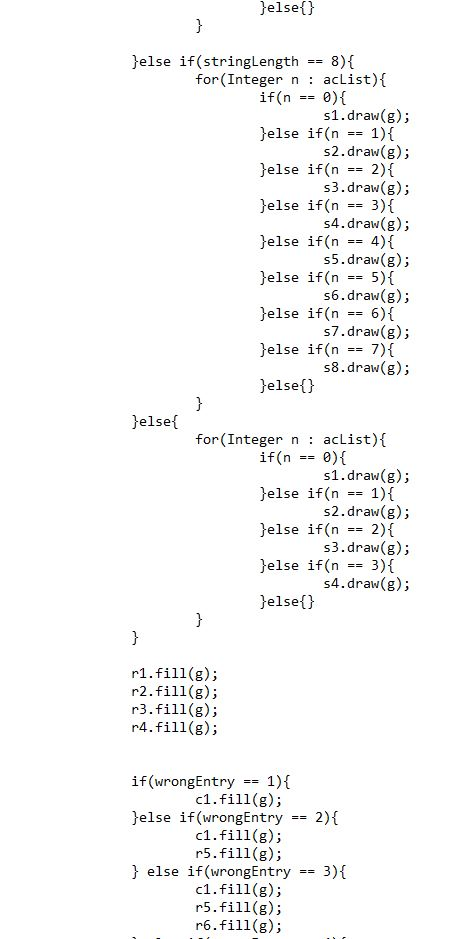 }else{}
}
}else if(stringLength == 8){
for(Integer n : acList){
if(n == 0){
s1.draw(g);
}else if(n == 1){
s2.draw(g);
}else if(n == 2){
s3.draw(g);
}else if(n == 3){
s4.draw(g);
}else if(n == 4){
s5.draw(g);
}else if(n == 5){
s6.draw(g);
}else if(n == 6){
s7.draw(g);
}else if(n == 7){
s8.draw(g);
}else{}
}
}else{
for(Integer n : acList){
if(n == 0){
s1.draw(g);
}else if(n == 1){
s2.draw(g);
}else if(n == 2){
s3.draw(g);
}else if(n == 3){
s4.draw(g);
}else{}
}
}
r1.fill(g);
r2.fill(g);
r3.fill(g);
r4.fill(g);
if(wrongEntry == 1){
c1.fill(g);
}else if(wrongEntry == 2){
c1.fill(g);
r5.fill(g);
} else if(wrongEntry == 3){
c1.fill(g);
r5.fill(g);
r6.fill(g);